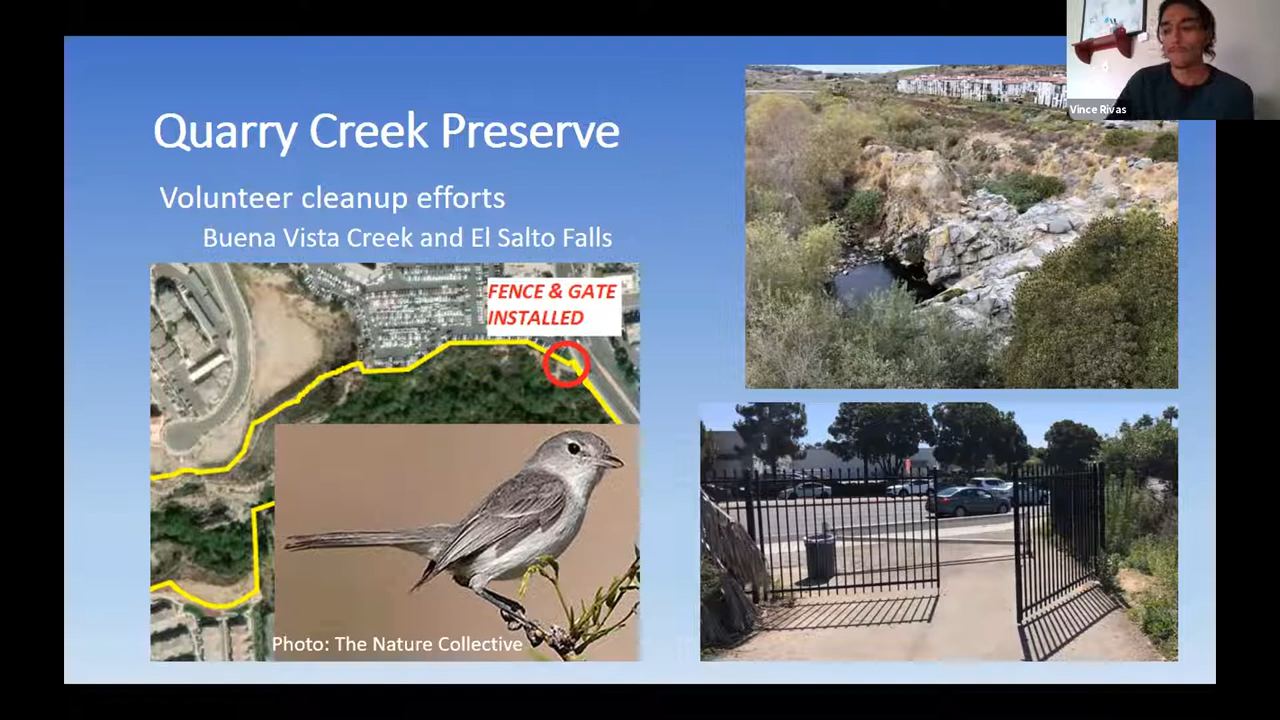 Vince Rivas
Quarry Creek Preserve
Volunteer cleanup efforts
Buena Vista Creek and El Salto Falls
FENCE & GATE
INSTALLED
Photo: The Nature Collective